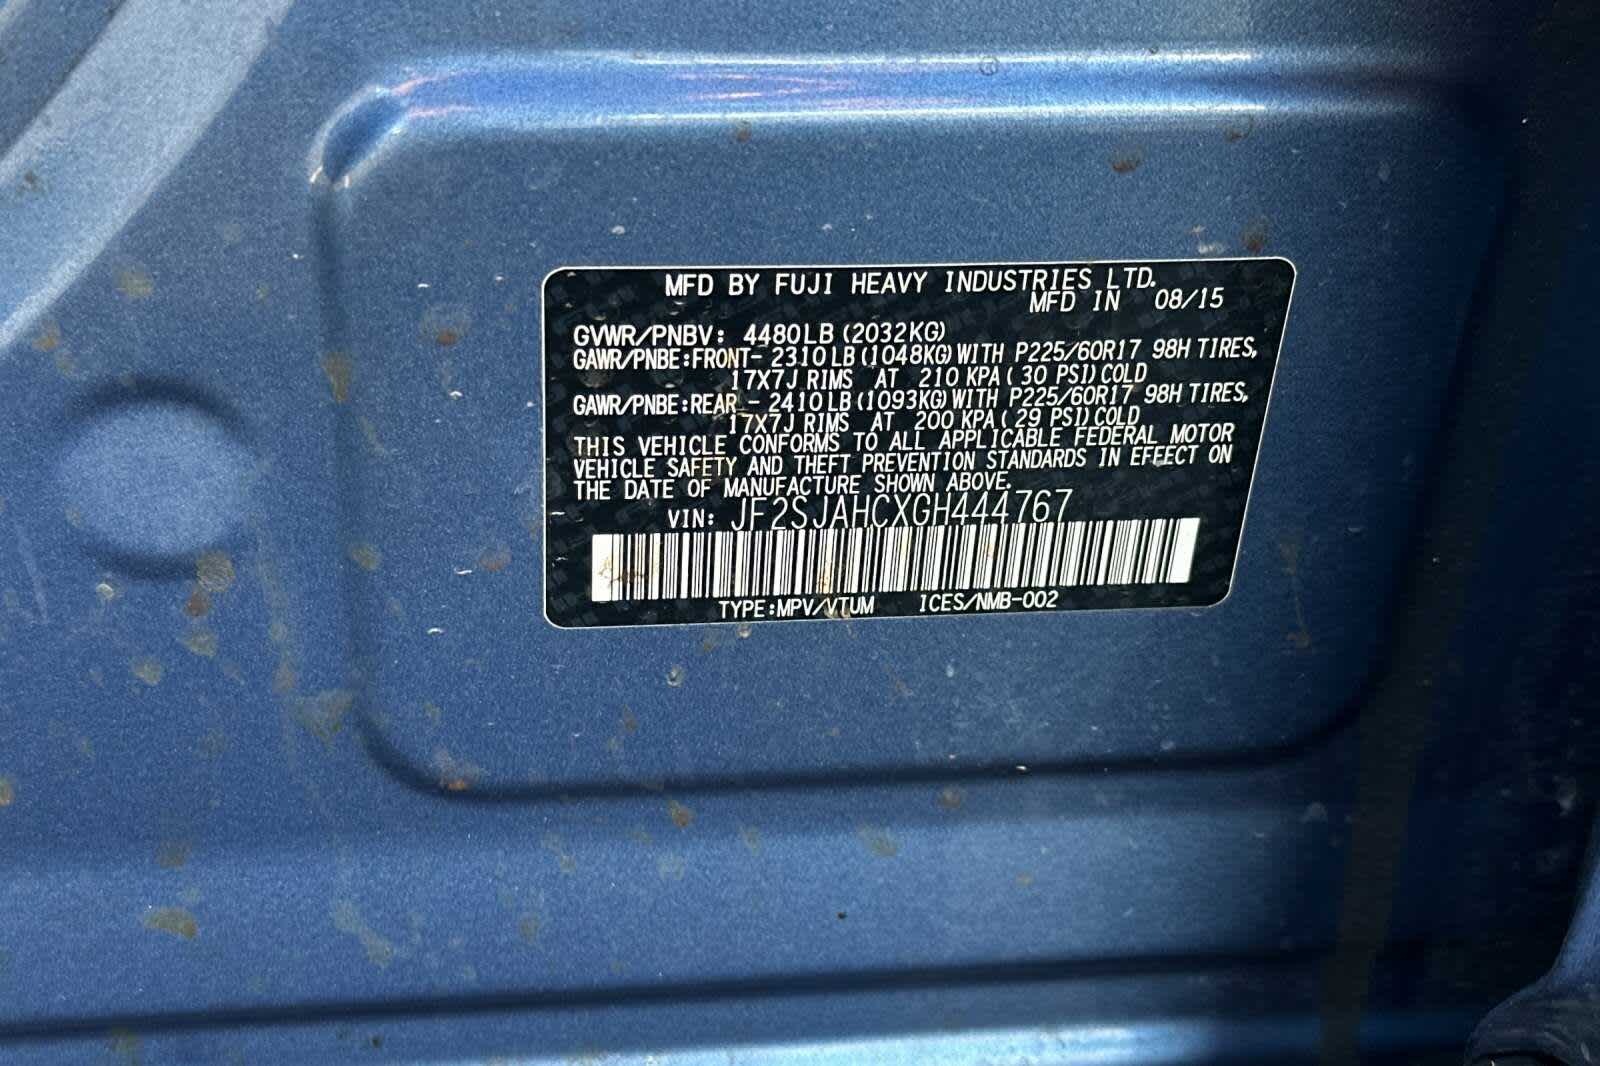 MFD BY FUJI HEAVY INDUSTRIES LTD.
MFD IN 08/15
GVWR/PNBV: 4480LB (2032KG)
GAWR/PNBE:FRONT- 2310LB (1048KG) WITH P225/60R17 98H TIRES,
17X7J RIMS AT 210 KPA( 30 PSI) COLD
GAWR/PNBE:REAR - 2410LB (1093KG) WITH P225/60R17 98H TIRES,
17X7J RIMS AT 200 KPA( 29 PSI) COLD
THIS VEHICLE CONFORMS TO ALL APPLICABLE FEDERAL MOTOR
VEHICLE SAFETY AND THEFT PREVENTION STANDARDS IN EFFECT ON
THE DATE OF MANUFACTURE SHOWN ABOVE.
VIN: JF2SJAHCXGH444767
TYPE:MPV/VTUM ICES/NMB-002